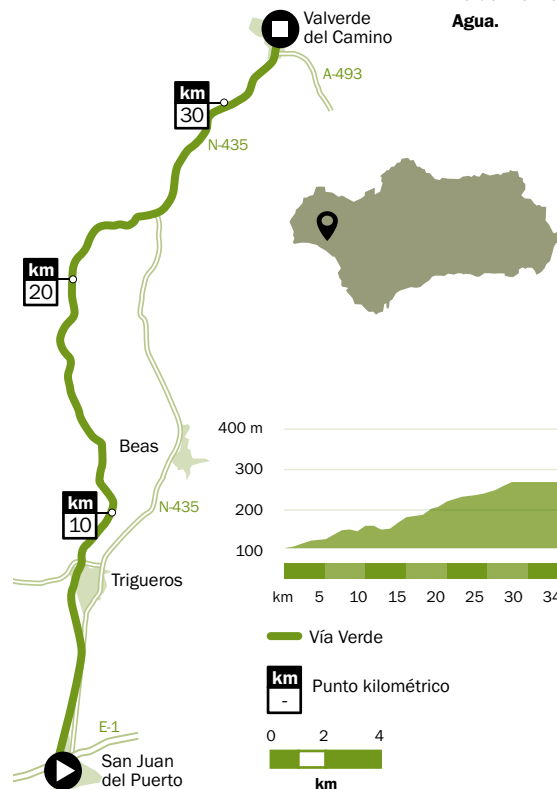 Agua.
Valverde
del Camino
A-493
km
30
N-435
km
20
Beas
N-435
km
10
Trigueros
E-1
San Juan
del Puerto
400 m
300
200
100
km 5 10 15 20 25 30 34
Vía Verde
km
-
Punto kilométrico
0 2 4
km